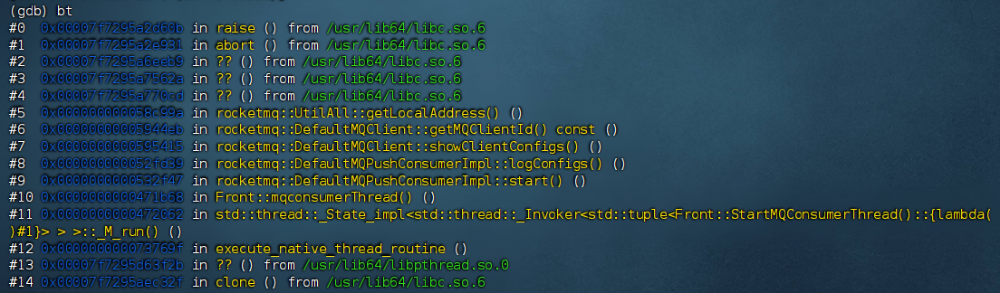 (gdb) bt
#0  0x00007f7295a2d60b in raise () from /usr/lib64/libc.so.6
#1  0x00007f7295a2e931 in abort () from /usr/lib64/libc.so.6
#2  0x00007f7295a6eeb9 in ?? () from /usr/lib64/libc.so.6
#3  0x00007f7295a7562a in ?? () from /usr/lib64/libc.so.6
#4  0x00007f7295a770cd in ?? () from /usr/lib64/libc.so.6
#5  0x000000000058c99a in rocketmq::UtilAll::getLocalAddress() ()
#6  0x00000000005944eb in rocketmq::DefaultMQClient::getMQClientId() const ()
#7  0x0000000000595415 in rocketmq::DefaultMQClient::showClientConfigs() ()
#8  0x000000000052fd39 in rocketmq::DefaultMQPushConsumerImpl::logConfigs() ()
#9  0x0000000000532f47 in rocketmq::DefaultMQPushConsumerImpl::start() ()
#10 0x0000000000471b68 in Front::mqconsumerThread() ()
#11 0x0000000000472062 in std::thread::_State_impl<std::thread::_Invoker<std::tuple<Front::StartMQConsumerThread()::{lambda(
)#1}> > >::_M_run() ()
#12 0x000000000073769f in execute_native_thread_routine ()
#13 0x00007f7295d63f2b in ?? () from /usr/lib64/libpthread.so.0
#14 0x00007f7295aec32f in clone () from /usr/lib64/libc.so.6